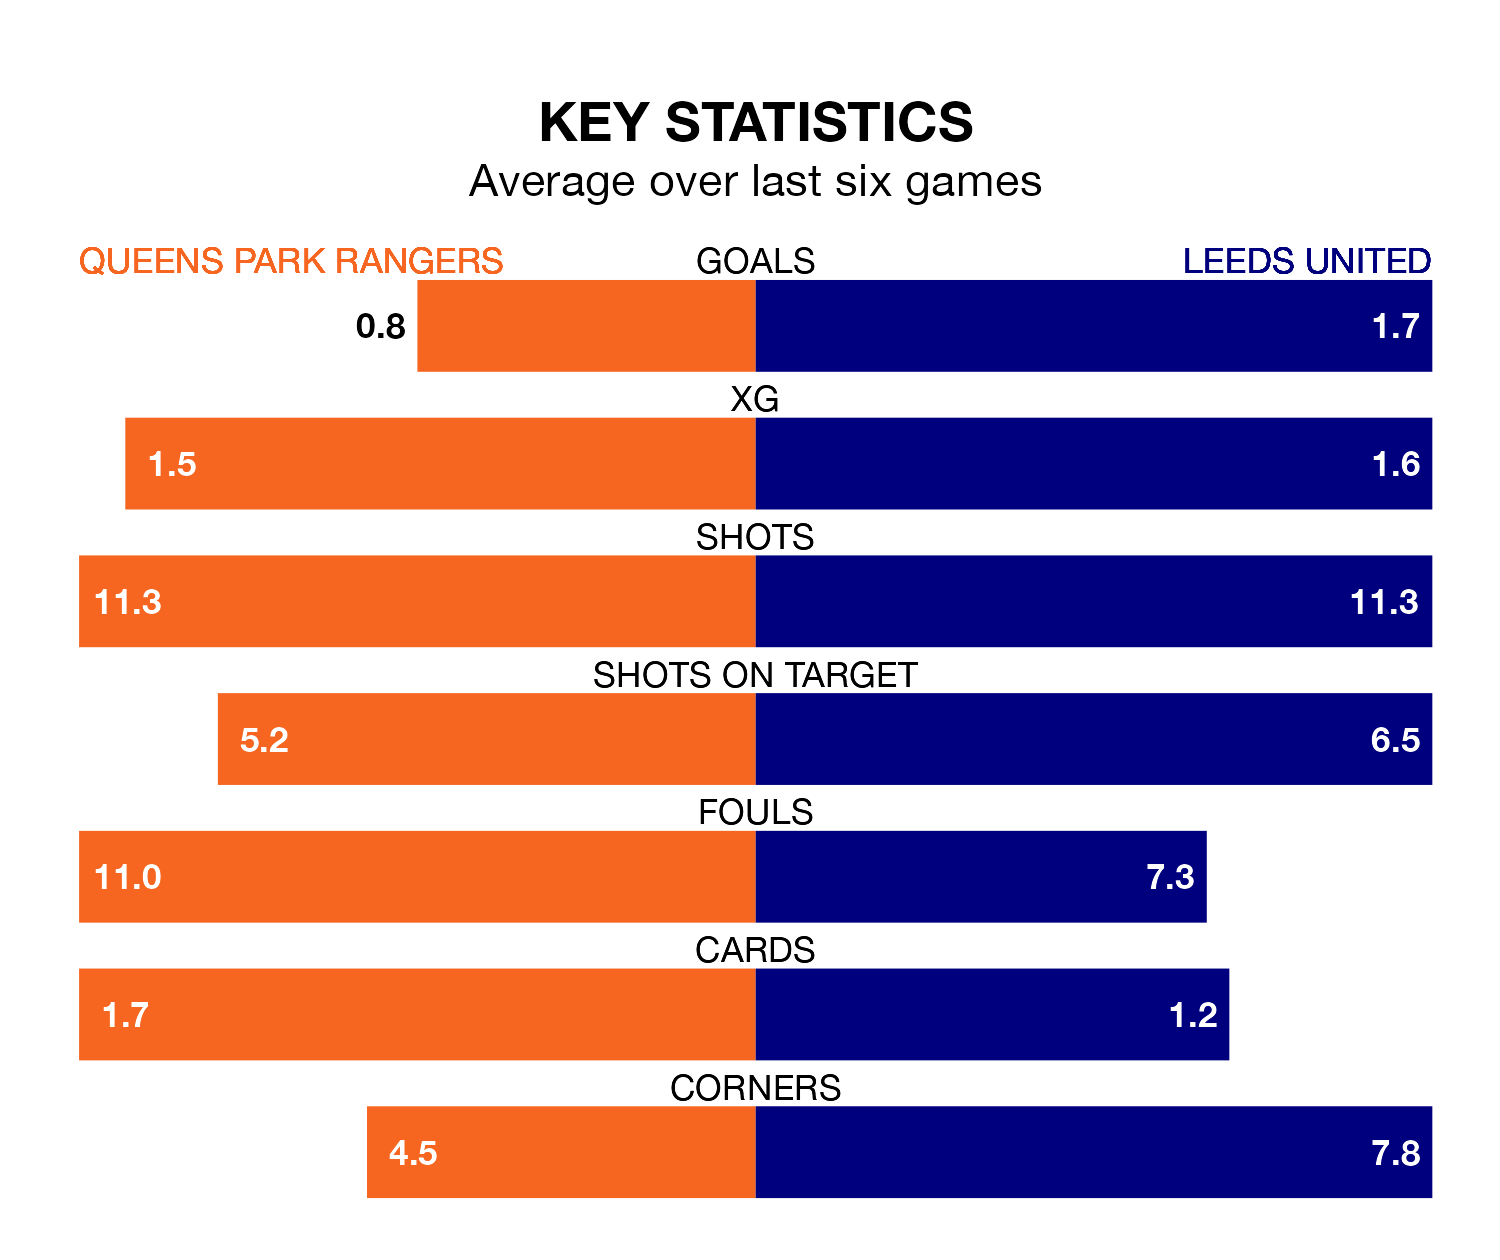 KEY STATISTICS
Average over last six games
QUEENS PARK RANGERS GOALS LEEDS UNITED
0.8 1.7
XG
1.5 1.6
SHOTS
11.3 11.3
SHOTS ON TARGET
5.2 6.5
FOULS
11.0 7.3
CARDS
1.7 1.2
CORNERS
4.5 7.8